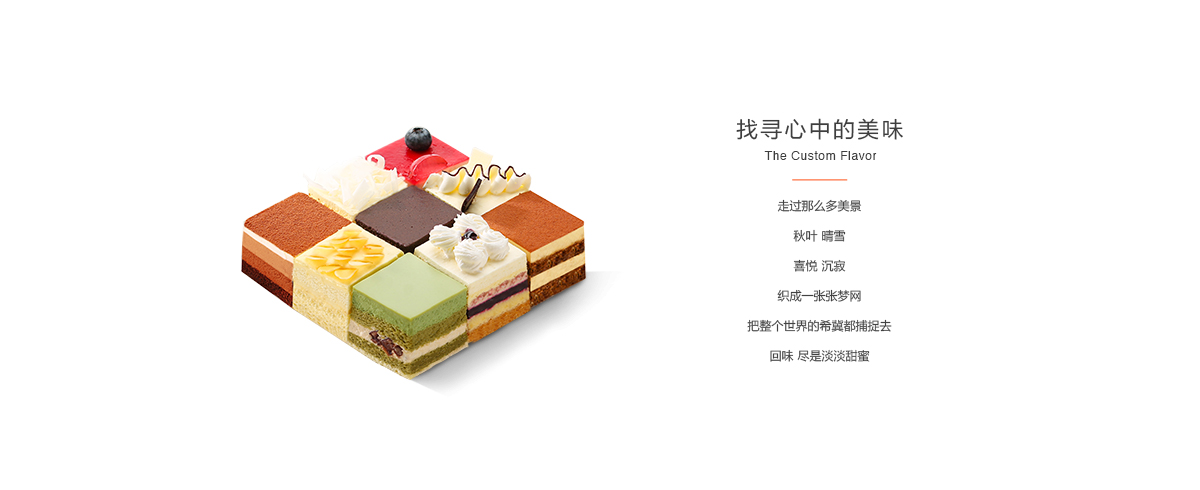 找寻心中的美味
The Custom Flavor
走过那么多美景
秋叶 晴雪
喜悦 沉寂
织成一张张梦网
把整个世界的希冀都捕捉去
回味 尽是淡淡甜蜜